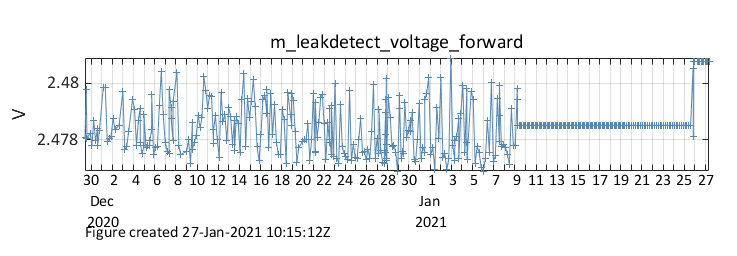 m_leakdetect_voltage_forward
2.48
V
2.478
30 2 4 6 8 10 12 14 16 18 20 22 24 26 28 30 1 3 5 7 9 11 13 15 17 19 21 23 25 27
Dec Jan
2020 2021
Figure created 27-Jan-2021 10:15:12Z